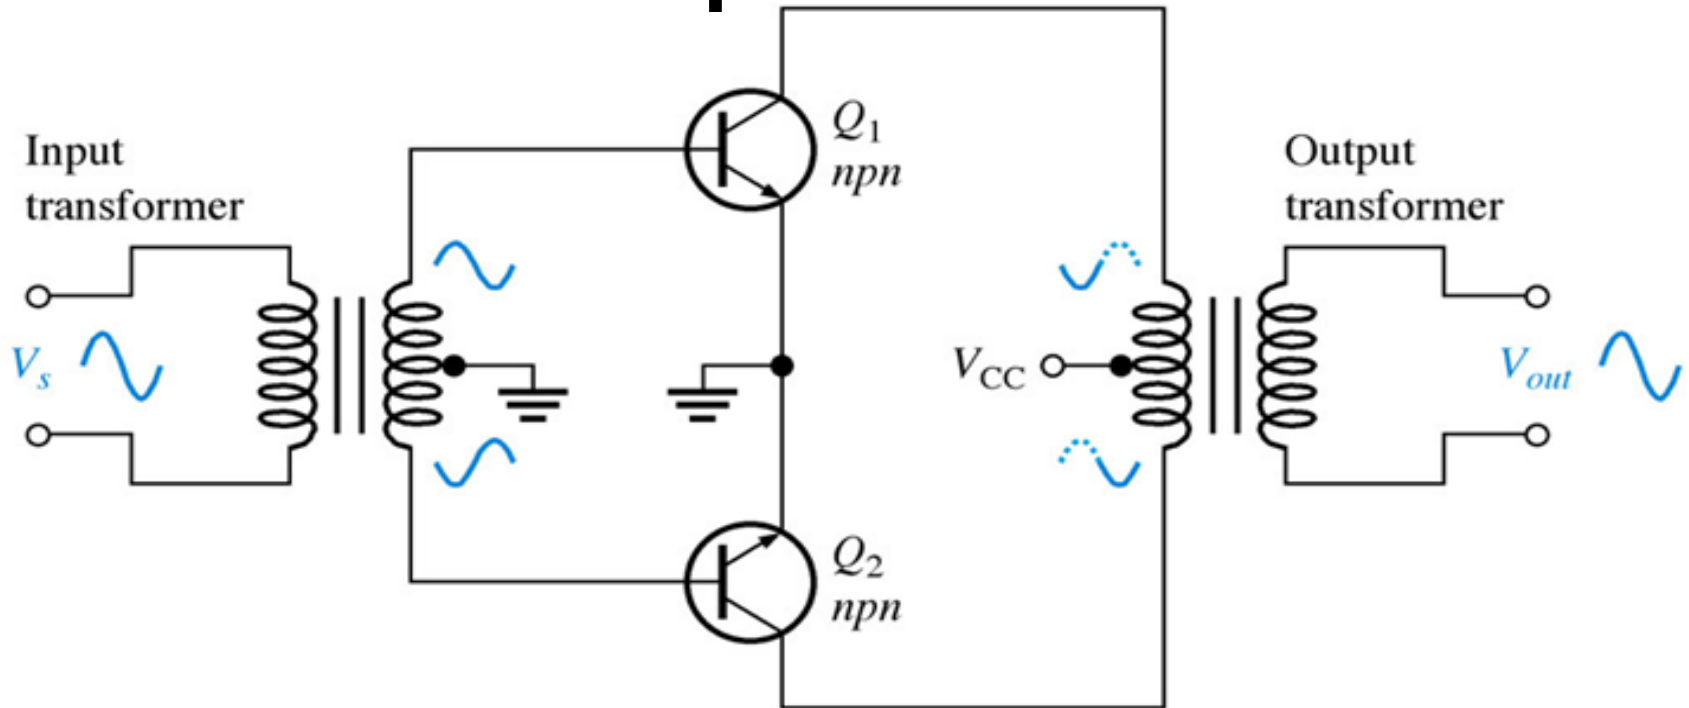 Q1
npn
Input
transformer
Output
transformer
Vs
VCC
Vout
Q2
npn